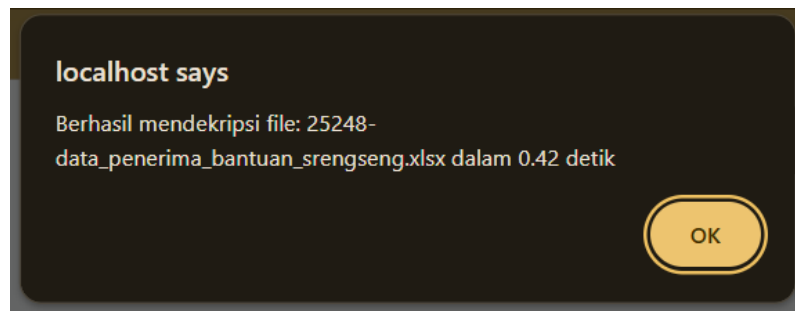 localhost says
Berhasil mendekripsi file: 25248-
data_penerima_bantuan_srengseng.xlsx dalam 0.42 detik
OK